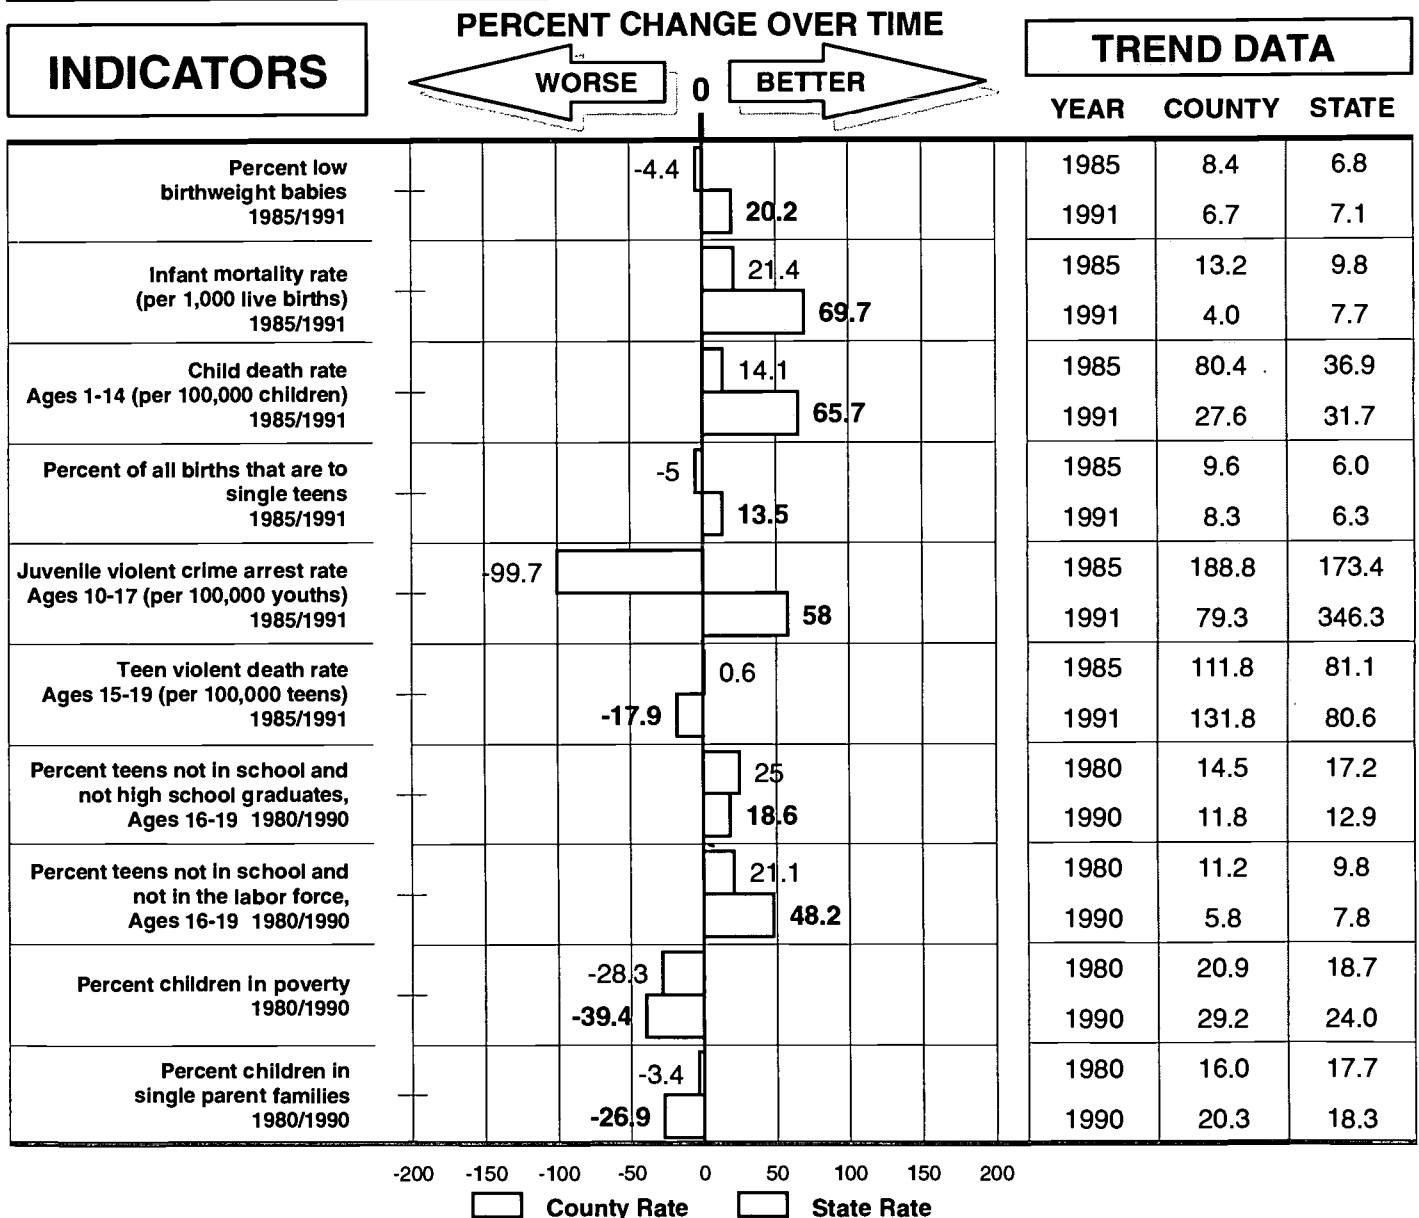 PERCENT CHANGE OVER TIME
INDICATORS
WORSE
0
BETTER
TREND DATA
YEAR COUNTY STATE
Percent low
birthweight babies
1985/1991
-4.4
20.2
1985 8.4 6.8
1991 6.7 7.1
Infant mortality rate
(per 1,000 live births)
1985/1991
21.4
69.7
1985 13.2 9.8
1991 4.0 7.7
Child death rate
Ages 1-14 (per 100,000 children)
1985/1991
14.1
65.7
1985 80.4 36.9
1991 27.6 31.7
Percent of all births that are to
single teens
1985/1991
-5
13.5
1985 9.6 6.0
1991 8.3 6.3
Juvenile violent crime arrest rate
Ages 10-17 (per 100,000 youths)
1985/1991
-99.7
58
1985 188.8 173.4
1991 79.3 346.3
Teen violent death rate
Ages 15-19 (per 100,000 teens)
1985/1991
0.6
-17.9
1985 111.8 81.1
1991 131.8 80.6
Percent teens not in school and
not high school graduates,
Ages 16-19 1980/1990
25
18.6
1980 14.5 17.2
1990 11.8 12.9
Percent teens not in school and
not in the labor force,
Ages 16-19 1980/1990
21.1
48.2
1980 11.2 9.8
1990 5.8 7.8
Percent children in poverty
1980/1990
-28.3
-39.4
1980 20.9 18.7
1990 29.2 24.0
Percent children in
single parent families
1980/1990
-3.4
-26.9
1980 16.0 17.7
1990 20.3 18.3
-200 -150 -100 -50 0 50 100 150 200
County Rate State Rate